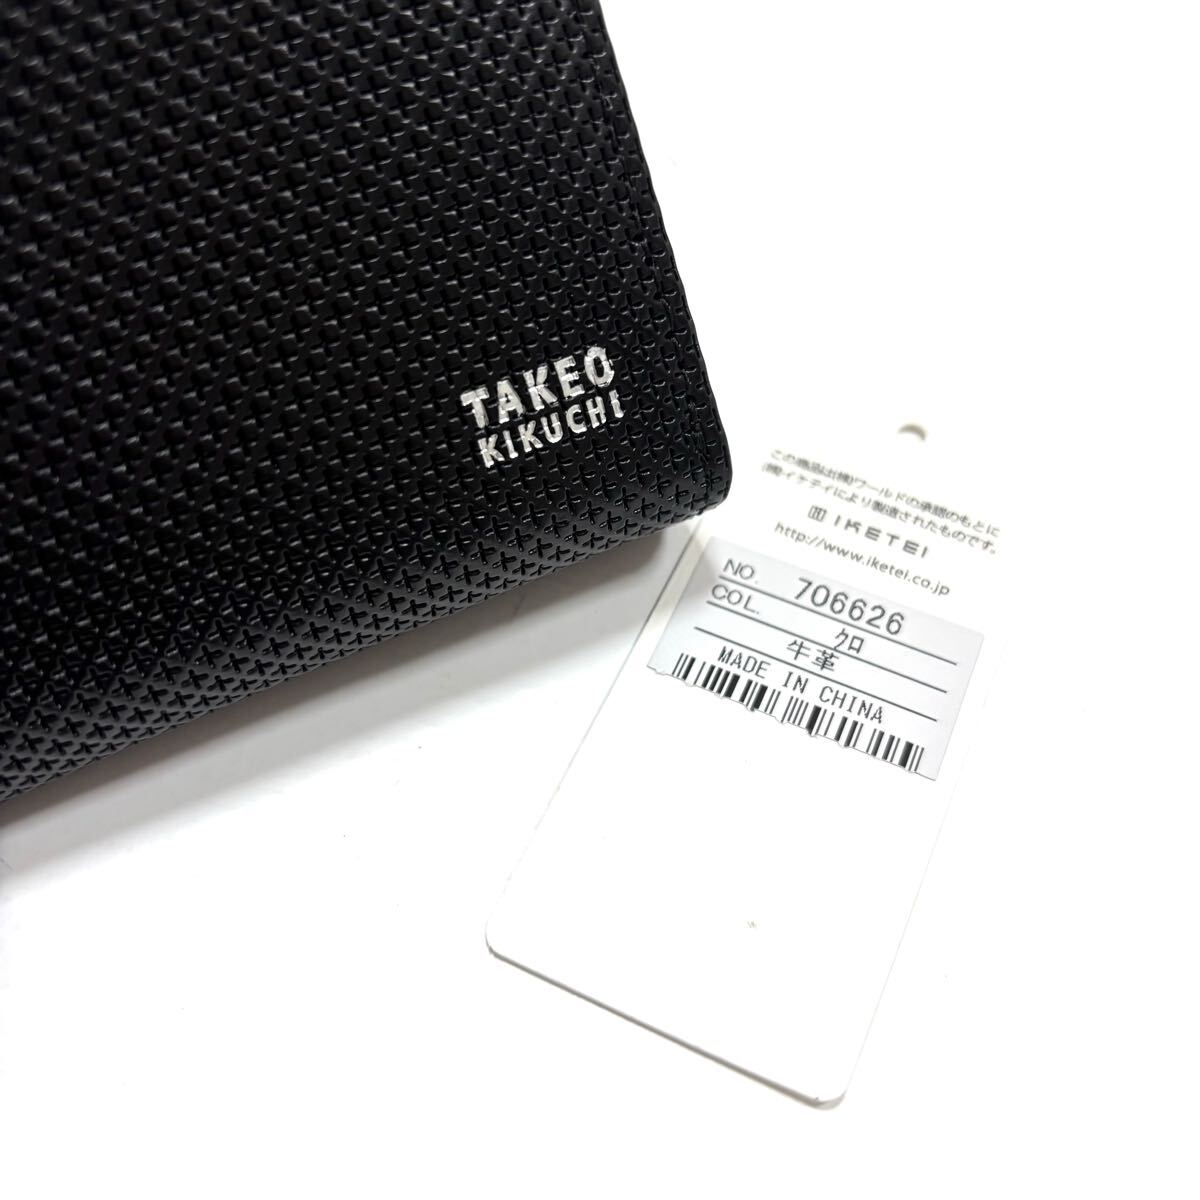 TAKEO
KIKUCHI
この商品は(株)ワールドの承認のもとに
(株)イケテイにより製造されたものです。
IKETEI
http://www.iketei.co.jp
NO. 706626
COL. クロ
牛革
MADE IN CHINA